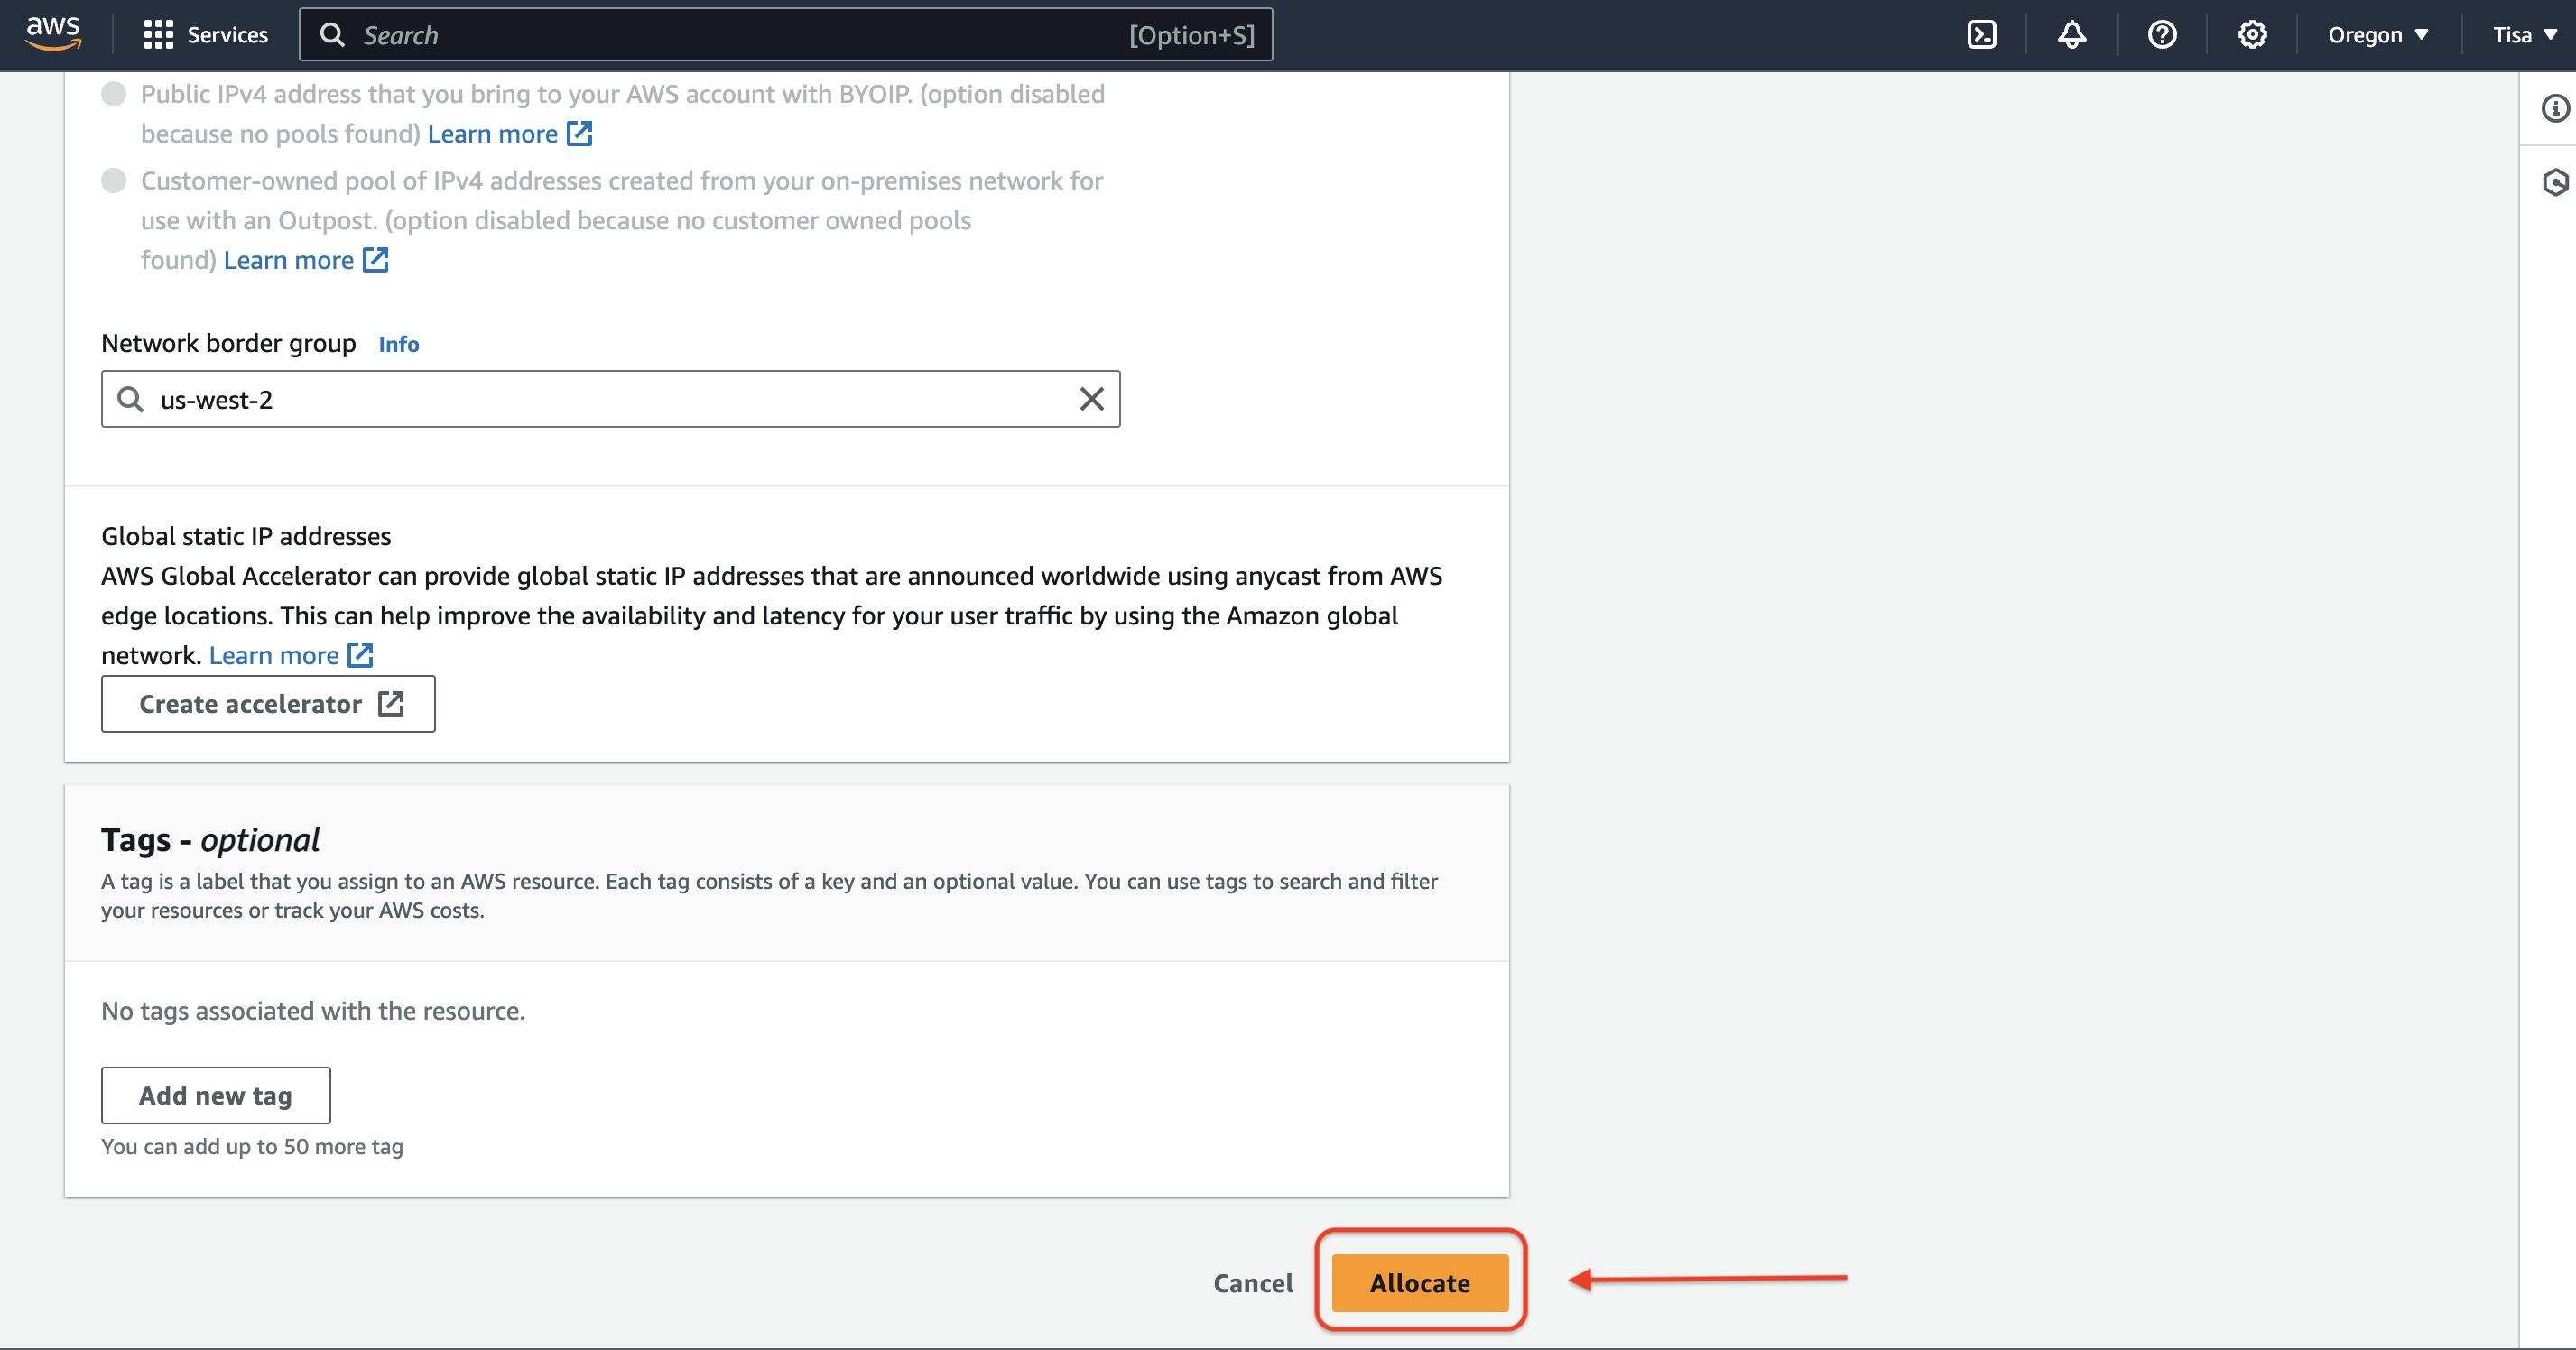 aws
Services
Search
[Option+S]
Oregon
Tisa
Public IPv4 address that you bring to your AWS account with BYOIP. (option disabled
because no pools found) Learn more
Customer-owned pool of IPv4 addresses created from your on-premises network for
use with an Outpost. (option disabled because no customer owned pools
found) Learn more
Network border group Info
us-west-2
Global static IP addresses
AWS Global Accelerator can provide global static IP addresses that are announced worldwide using anycast from AWS
edge locations. This can help improve the availability and latency for your user traffic by using the Amazon global
network. Learn more
Create accelerator
Tags - optional
A tag is a label that you assign to an AWS resource. Each tag consists of a key and an optional value. You can use tags to search and filter
your resources or track your AWS costs.
No tags associated with the resource.
Add new tag
You can add up to 50 more tag
Cancel
Allocate